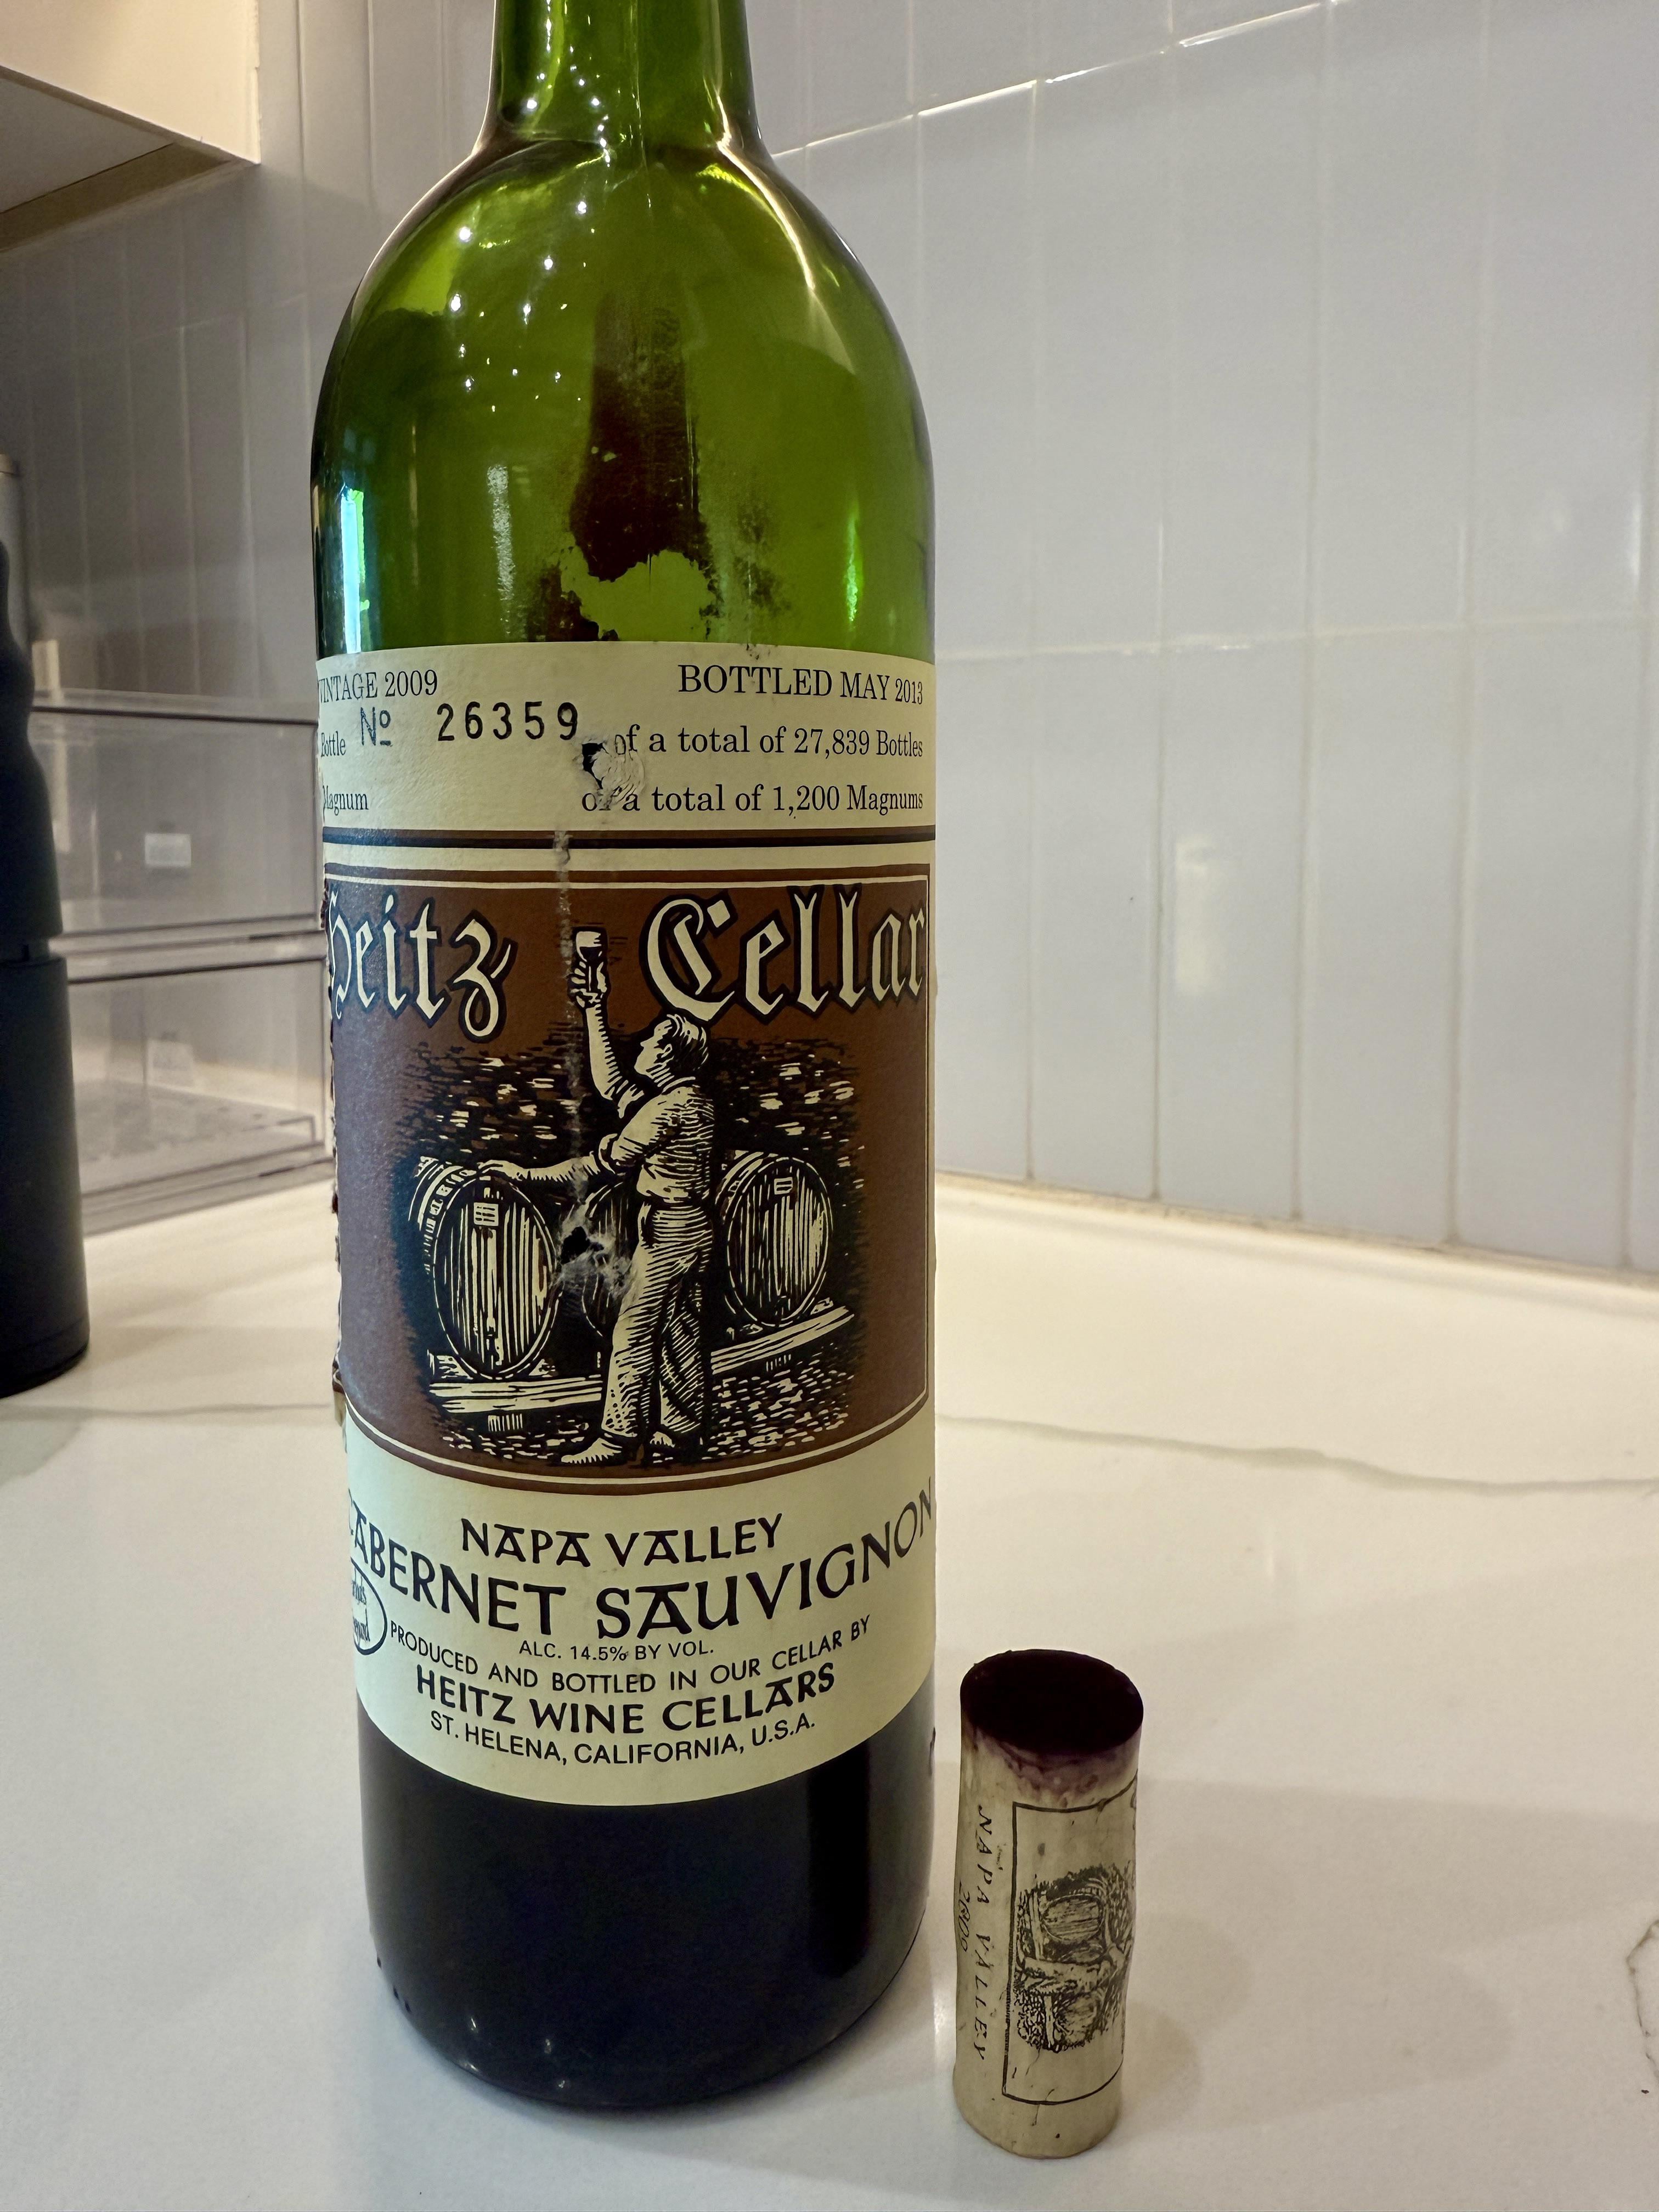 VINTAGE 2009 BOTTLED MAY 2013
Bottle No 26359 of a total of 27,839 Bottles
Magnum of a total of 1,200 Magnums
Heitz Cellar
NAPA VALLEY
CABERNET SAUVIGNON
ALC. 14.5% BY VOL.
PRODUCED AND BOTTLED IN OUR CELLAR BY
HEITZ WINE CELLARS
ST. HELENA, CALIFORNIA, U.S.A.
NAPA VALLEY
2009